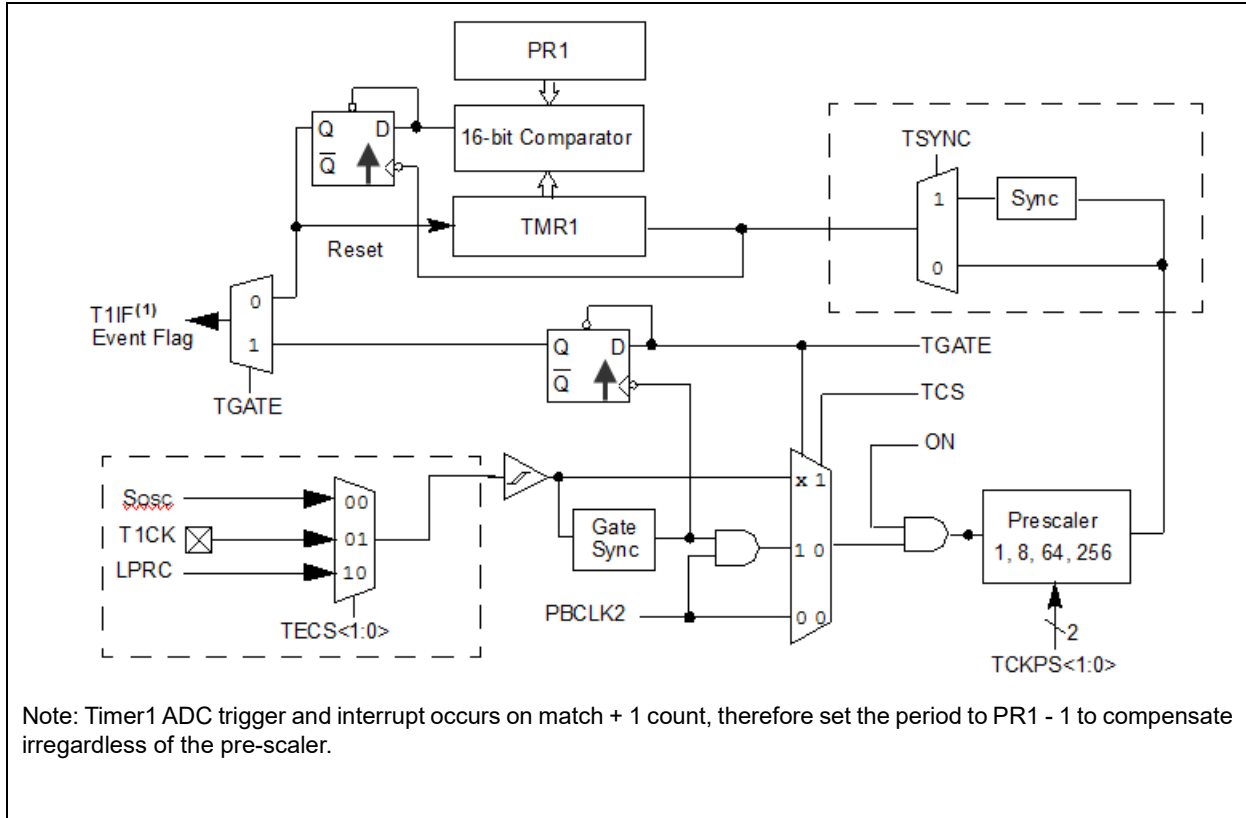 PR1
Q D
Q
16-bit Comparator
TSYNC
1
Sync
TMR1
Reset
0
T1IF(1)
Event Flag
0
1
Q D
Q
TGATE
TGATE
TCS
ON
Sosc
00
x 1
T1CK
01
Gate
Sync
1 0
Prescaler
1, 8, 64, 256
LPRC
10
PBCLK2
0 0
TECS<1:0>
2
TCKPS<1:0>
Note: Timer1 ADC trigger and interrupt occurs on match + 1 count, therefore set the period to PR1 - 1 to compensate
irregardless of the pre-scaler.